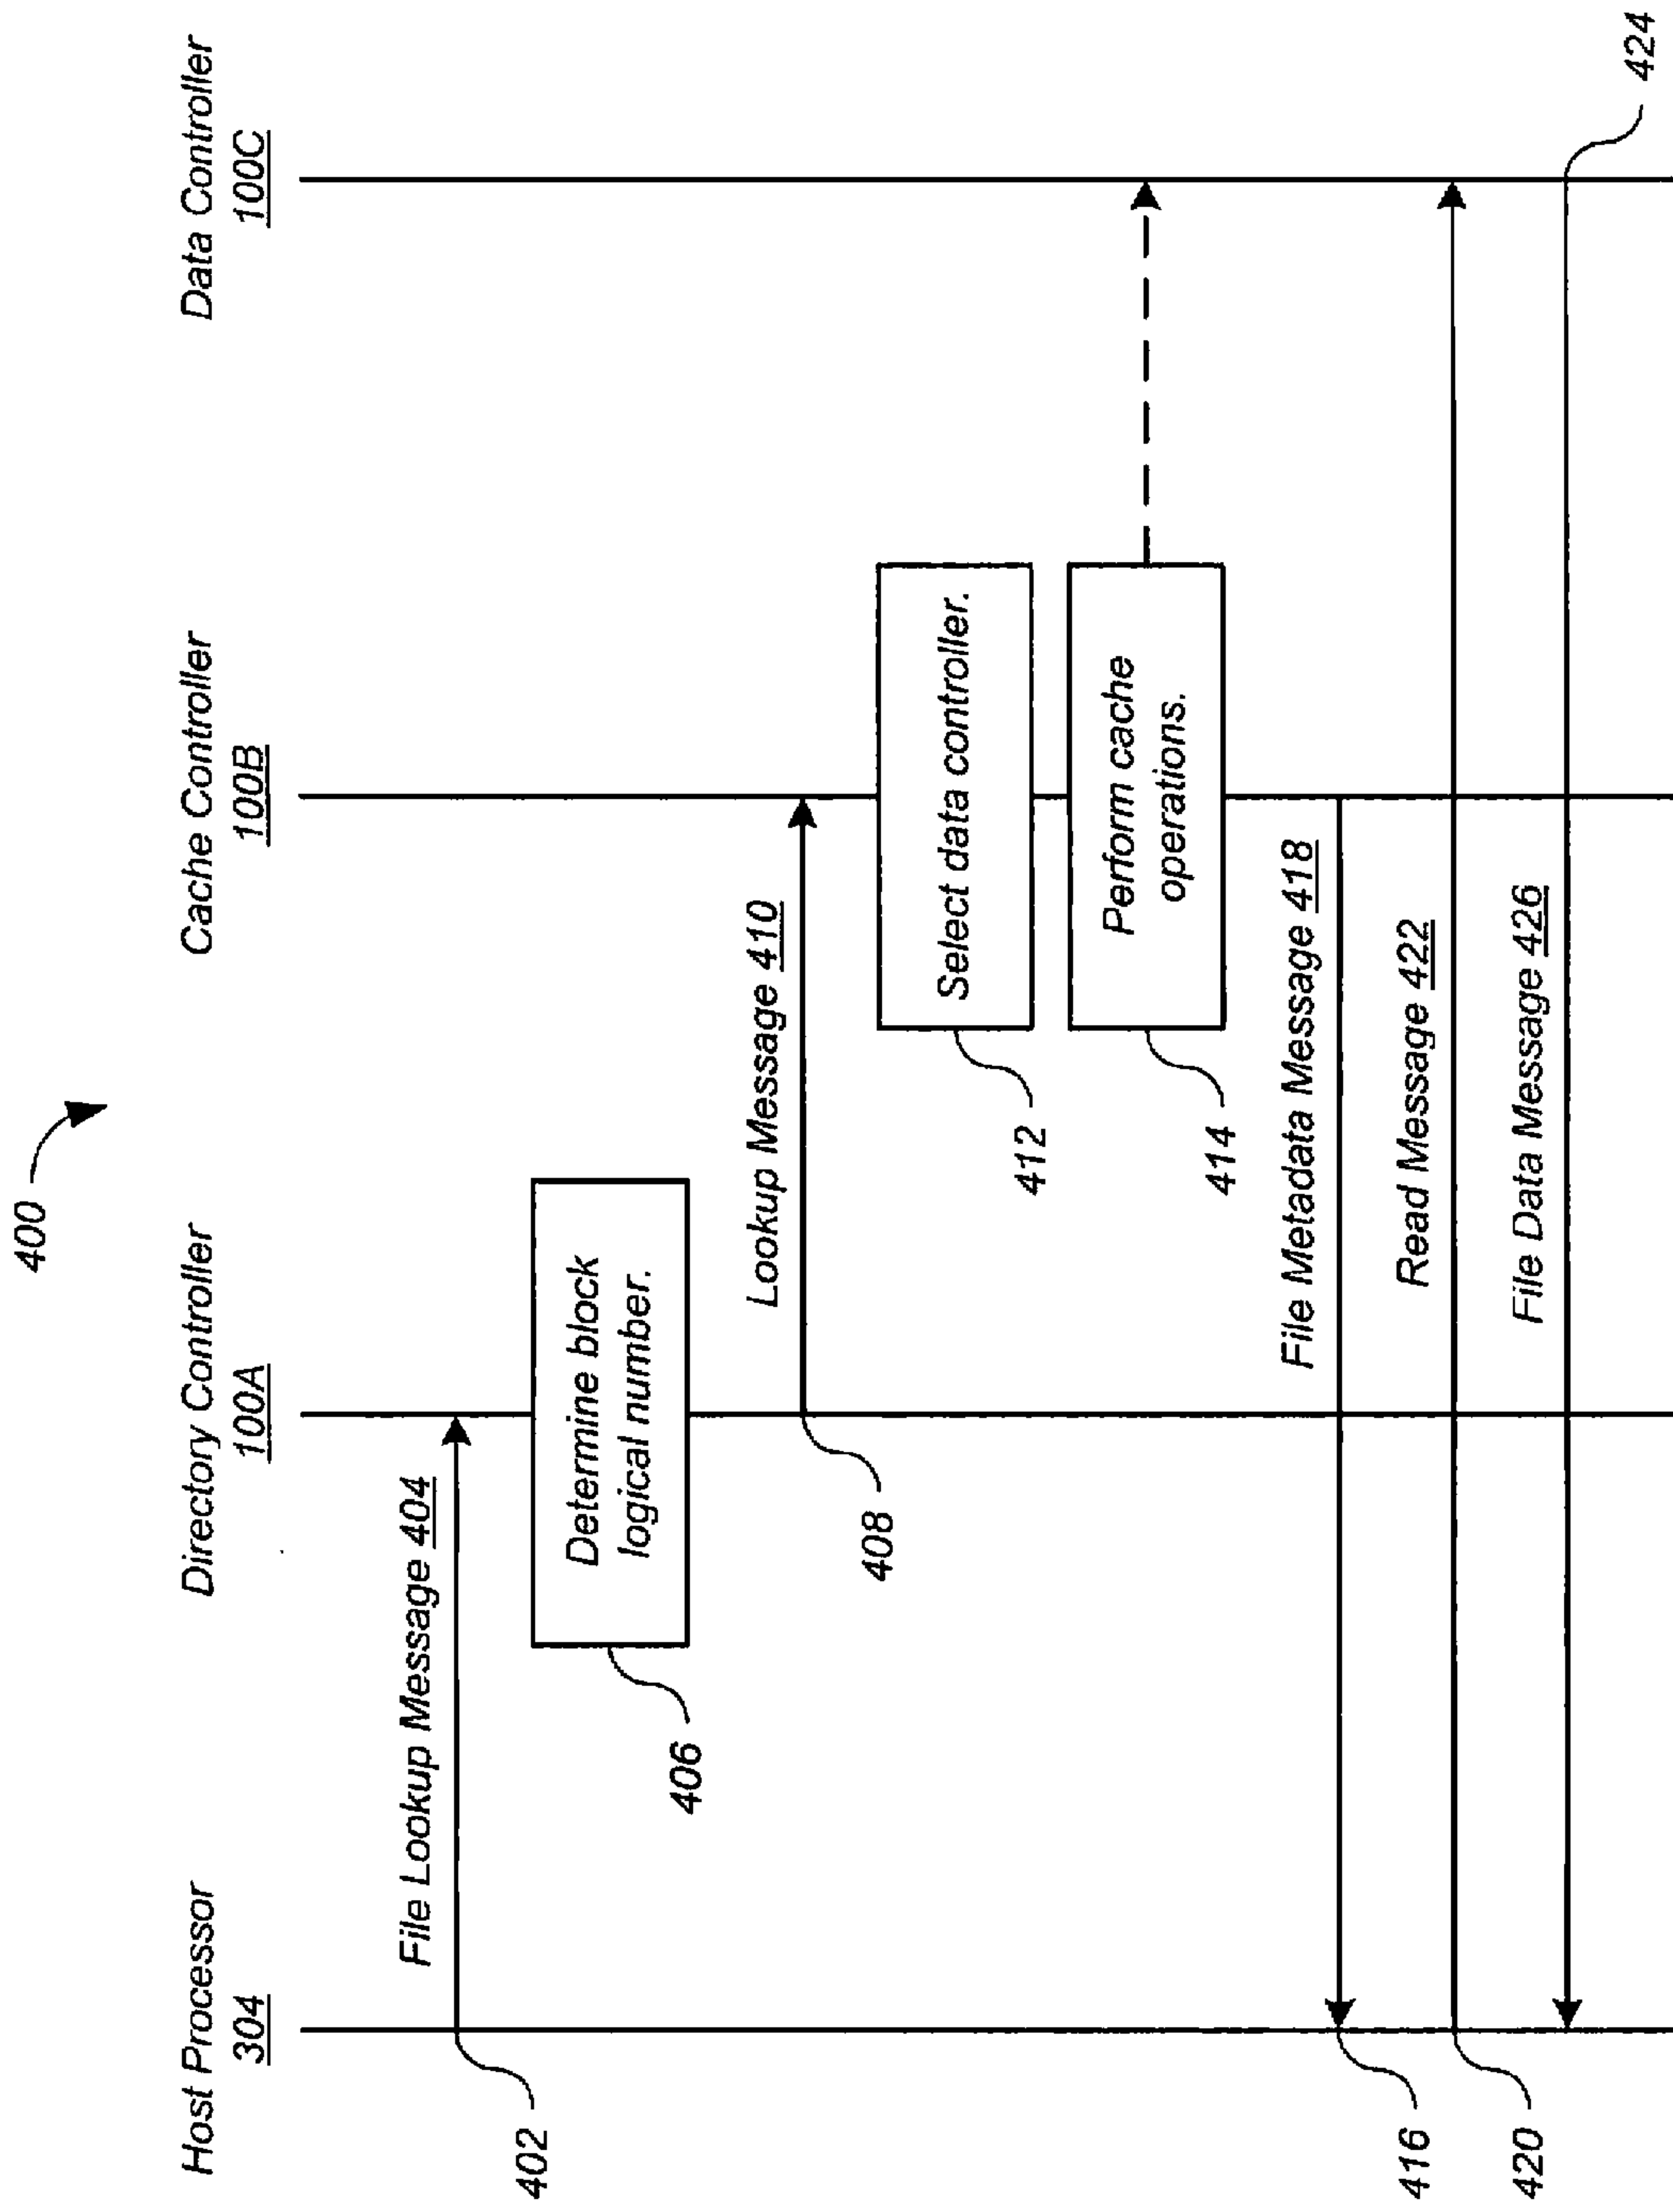 400
Host Processor
304
Directory Controller
100A
Cache Controller
100B
Data Controller
100C
File Lookup Message 404
402
Determine block
logical number.
406
Lookup Message 410
408
Select data controller.
412
Perform cache
operations.
414
File Metadata Message 418
416
Read Message 422
420
File Data Message 426
424